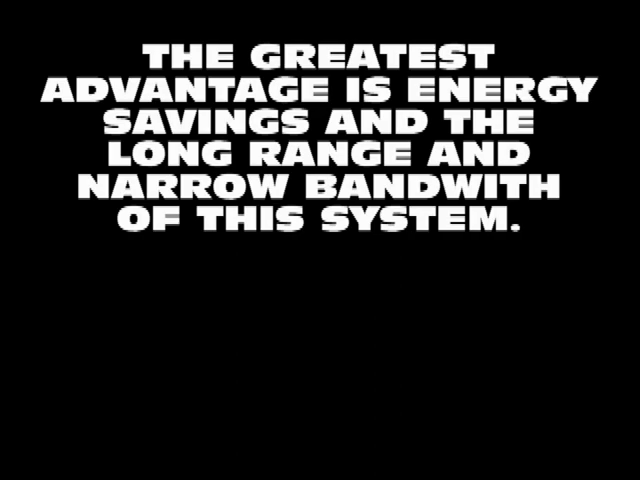 THE GREATEST
ADVANTAGE IS ENERGY
SAVINGS AND THE
LONG RANGE AND
NARROW BANDWITH
OF THIS SYSTEM.